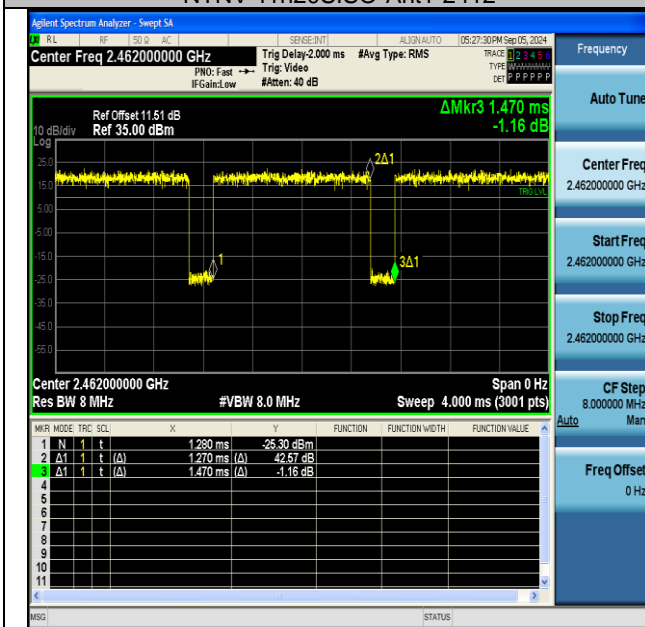 Agilent Spectrum Analyzer - Swept SA
RL RF 50 Ω AC SENSE:INT ALIGN AUTO 05:27:30 PM Sep 05, 2024
Center Freq 2.462000000 GHz Trig Delay-2.000 ms #Avg Type: RMS TRACE 1 2 3 4 5 6
PNO: Fast Trig: Video TYPE
IFGain:Low #Atten: 40 dB DET P P P P P P
Frequency
Auto Tune
Ref Offset 11.51 dB
10 dB/div Ref 35.00 dBm
ΔMkr3 1.470 ms
-1.16 dB
Log
25.0
15.0
5.00
-5.00
-15.0
-25.0
-35.0
-45.0
-55.0
2Δ1
TRIG LVL
1
3Δ1
Center Freq
2.462000000 GHz
Start Freq
2.462000000 GHz
Stop Freq
2.462000000 GHz
CF Step
8.000000 MHz
Auto Man
Freq Offset
0 Hz
Center 2.462000000 GHz Span 0 Hz
Res BW 8 MHz #VBW 8.0 MHz Sweep 4.000 ms (3001 pts)
MKR MODE TRC SCL X Y FUNCTION FUNCTION WIDTH FUNCTION VALUE
1 N 1 t 1.280 ms -25.30 dBm
2 Δ1 1 t (Δ) 1.270 ms (Δ) 42.57 dB
3 Δ1 1 t (Δ) 1.470 ms (Δ) -1.16 dB
4
5
6
7
8
9
10
11
MSG STATUS